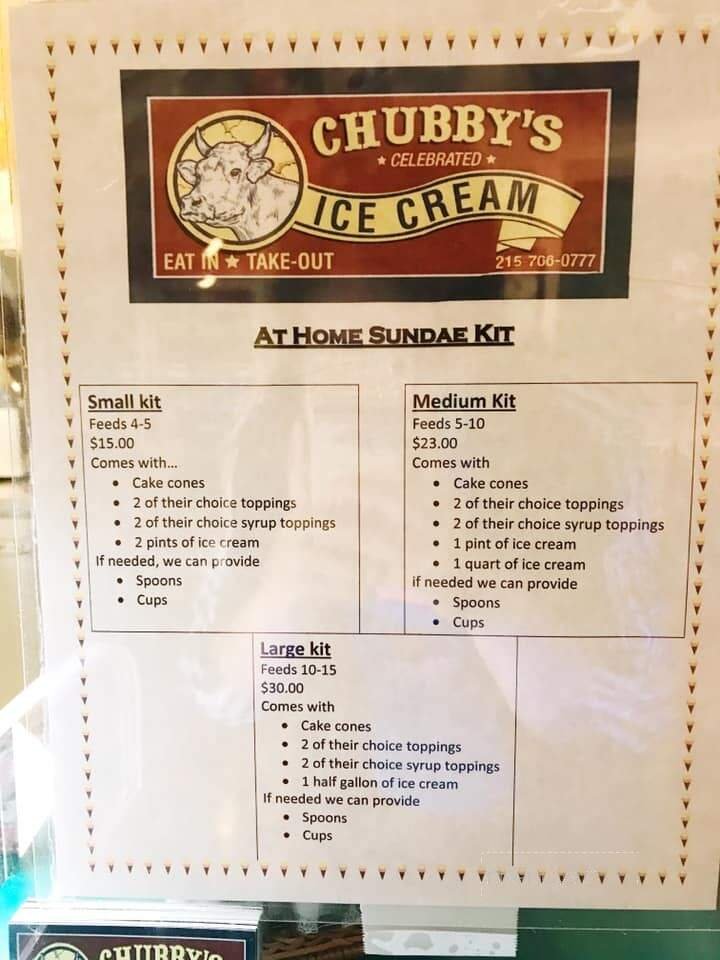 CHUBBY'S
★ CELEBRATED ★
ICE CREAM
EAT IN ★ TAKE-OUT
215 706-0777
AT HOME SUNDAE KIT
Small kit
Feeds 4-5
$15.00
Comes with...
• Cake cones
• 2 of their choice toppings
• 2 of their choice syrup toppings
• 2 pints of ice cream
If needed, we can provide
• Spoons
• Cups
Medium Kit
Feeds 5-10
$23.00
Comes with
• Cake cones
• 2 of their choice toppings
• 2 of their choice syrup toppings
• 1 pint of ice cream
• 1 quart of ice cream
if needed we can provide
• Spoons
• Cups
Large kit
Feeds 10-15
$30.00
Comes with
• Cake cones
• 2 of their choice toppings
• 2 of their choice syrup toppings
• 1 half gallon of ice cream
If needed we can provide
• Spoons
• Cups
CHUBBY'S